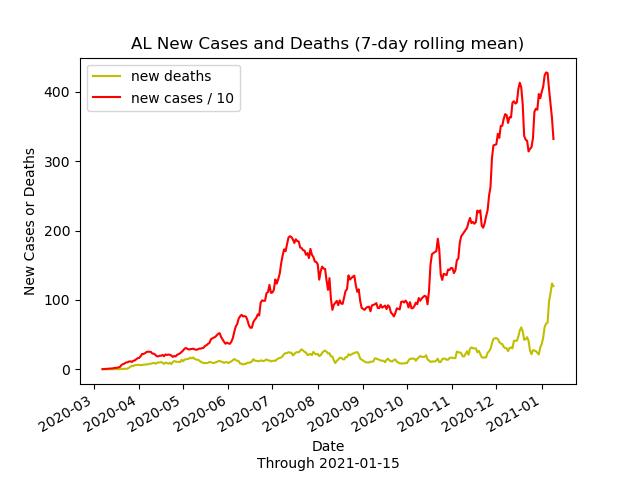 AL New Cases and Deaths (7-day rolling mean)
new deaths
new cases / 10
New Cases or Deaths
400
300
200
100
0
2020-03
2020-04
2020-05
2020-06
2020-07
2020-08
2020-09
2020-10
2020-11
2020-12
2021-01
Date
Through 2021-01-15